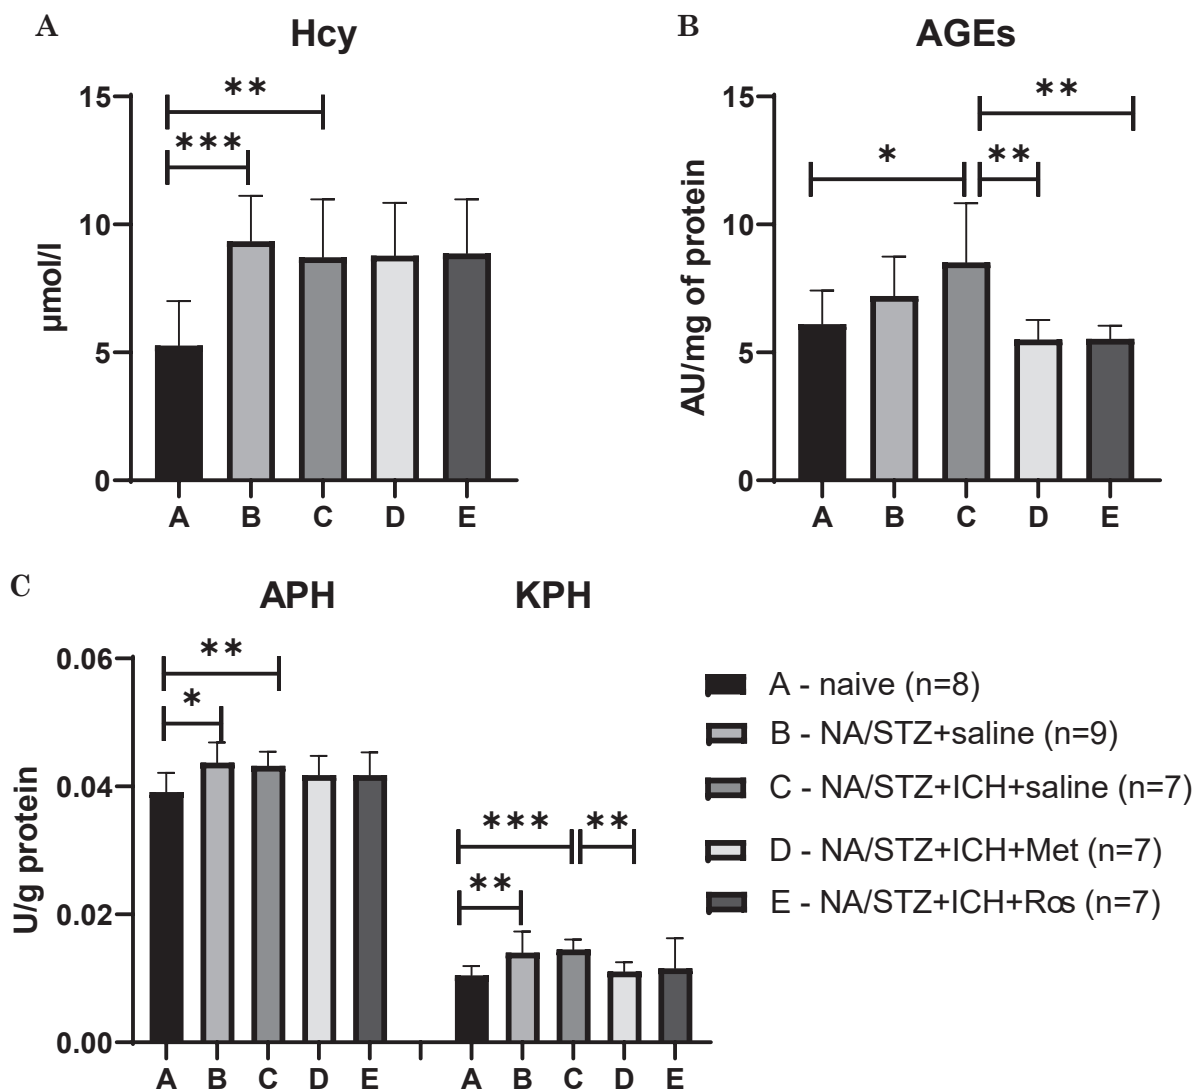 A
Hcy
15
10
5
0
µmol/l
**
***
A B C D E
B
AGEs
15
10
5
0
AU/mg of protein
**
* **
A B C D E
C
APH KPH
0.06
0.04
0.02
0.00
U/g protein
**
*
*** **
**
A B C D E A B C D E
A - naive (n=8)
B - NA/STZ+saline (n=9)
C - NA/STZ+ICH+saline (n=7)
D - NA/STZ+ICH+Met (n=7)
E - NA/STZ+ICH+Ros (n=7)